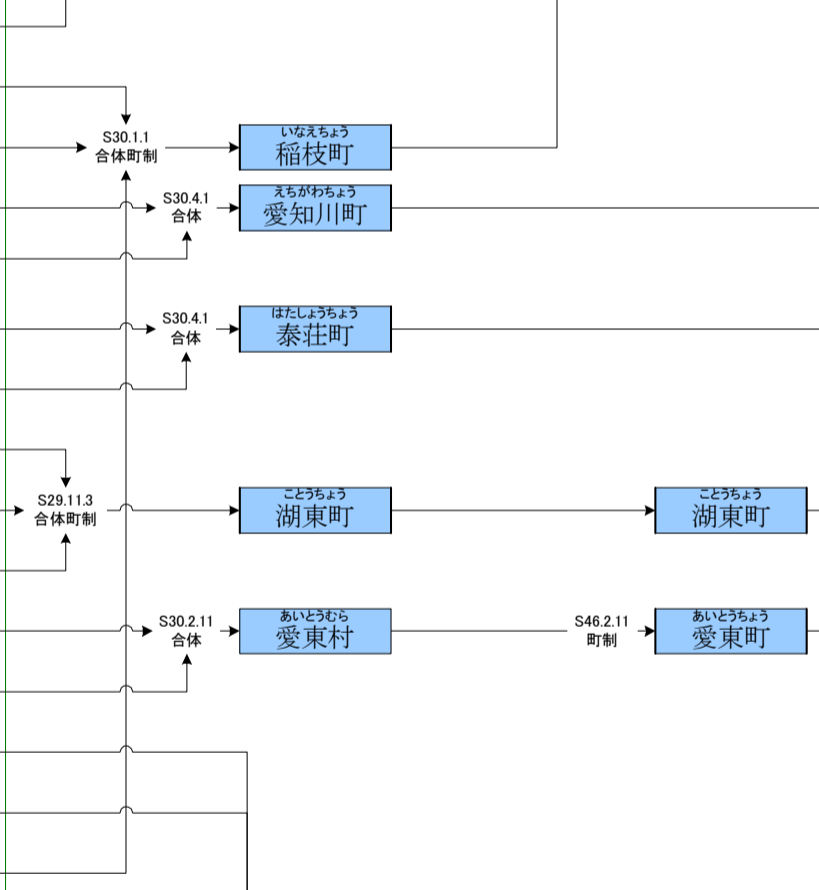 S30.1.1
合体町制
いなえちょう
稲枝町
S30.4.1
合体
えちがわちょう
愛知川町
S30.4.1
合体
はたしょうちょう
泰荘町
S29.11.3
合体町制
ことうちょう
湖東町
ことうちょう
湖東町
S30.2.11
合体
あいとうむら
愛東村
S46.2.11
町制
あいとうちょう
愛東町